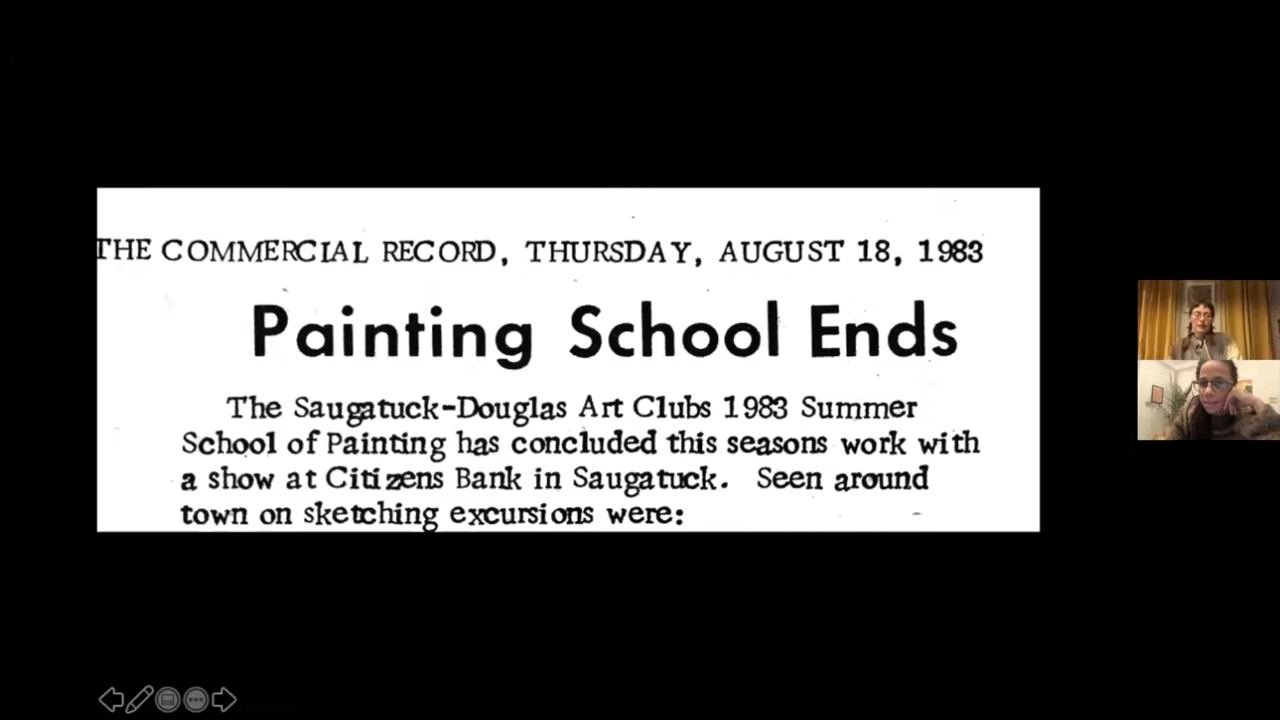 THE COMMERCIAL RECORD, THURSDAY, AUGUST 18, 1983
Painting School Ends
The Saugatuck-Douglas Art Clubs 1983 Summer
School of Painting has concluded this seasons work with
a show at Citizens Bank in Saugatuck. Seen around
town on sketching excursions were: